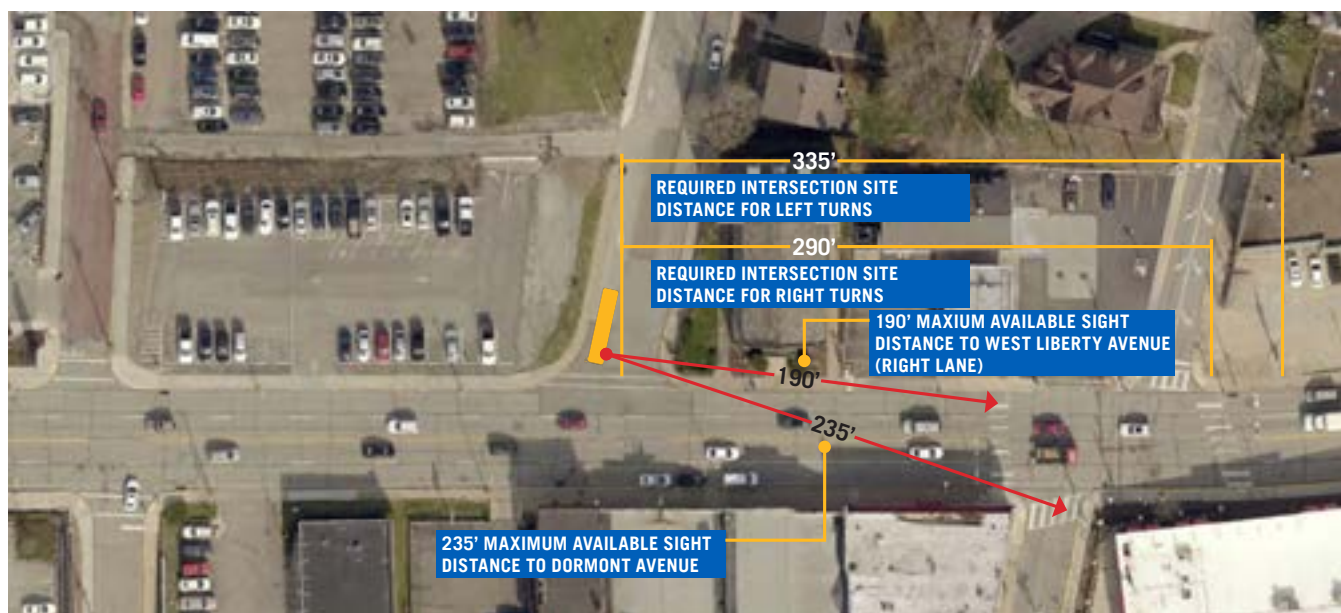 335'
REQUIRED INTERSECTION SITE
DISTANCE FOR LEFT TURNS
290'
REQUIRED INTERSECTION SITE
DISTANCE FOR RIGHT TURNS
190' MAXIUM AVAILABLE SIGHT
DISTANCE TO WEST LIBERTY AVENUE
(RIGHT LANE)
190'
235'
235' MAXIMUM AVAILABLE SIGHT
DISTANCE TO DORMONT AVENUE